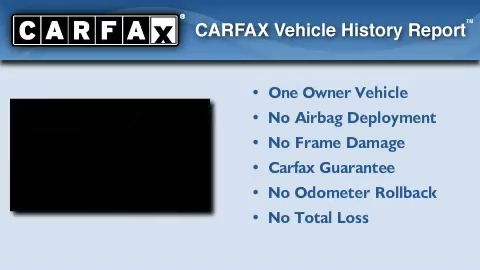 CARFAX® CARFAX Vehicle History Report™
• One Owner Vehicle
• No Airbag Deployment
• No Frame Damage
• Carfax Guarantee
• No Odometer Rollback
• No Total Loss